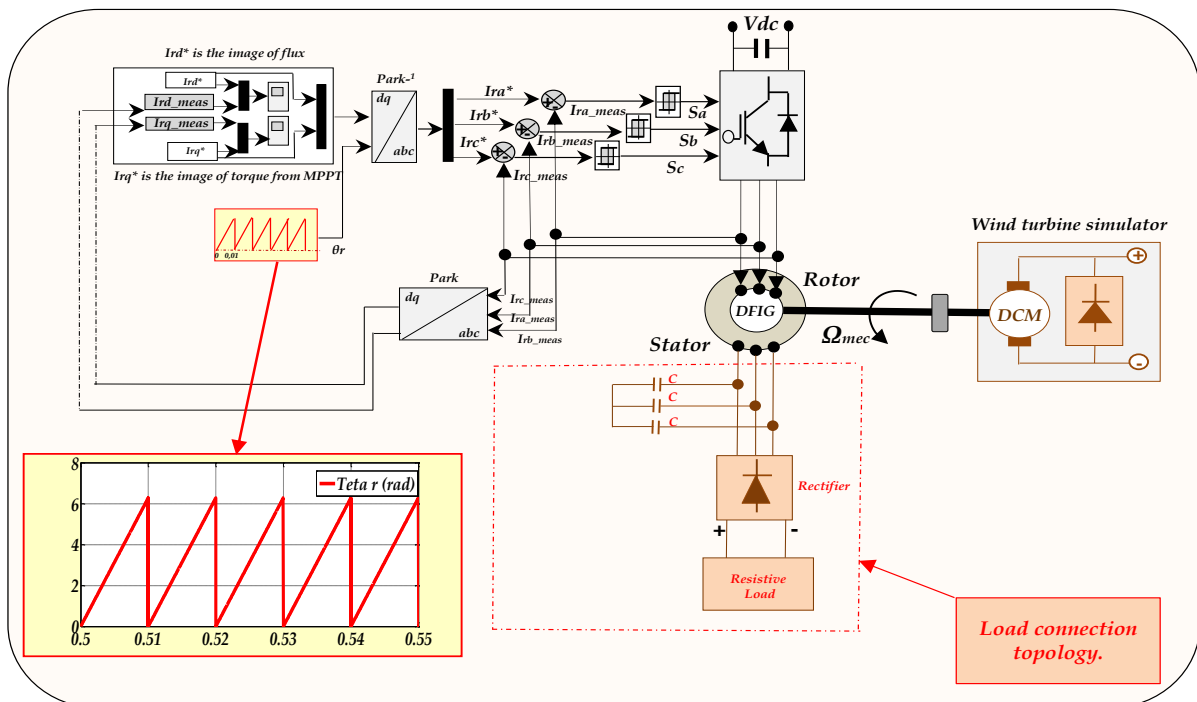 Ird* is the image of flux
Ird*
Ird_meas
Irq_meas
Irq*
Irq* is the image of torque from MPPT
Park-¹
dq
abc
Ira*
Irb*
Irc*
Ira_meas
Irb_meas
Irc_meas
Sa
Sb
Sc
Vdc
0 0,01
θr
Park
dq
abc
Irc_meas
Ira_meas
Irb_meas
Rotor
DFIG
Stator
Ωmec
Wind turbine simulator
DCM
+
-
C
C
C
Rectifier
+ -
Resistive
Load
Load connection
topology.
Teta r (rad)
8
6
4
2
0
0.5 0.51 0.52 0.53 0.54 0.55